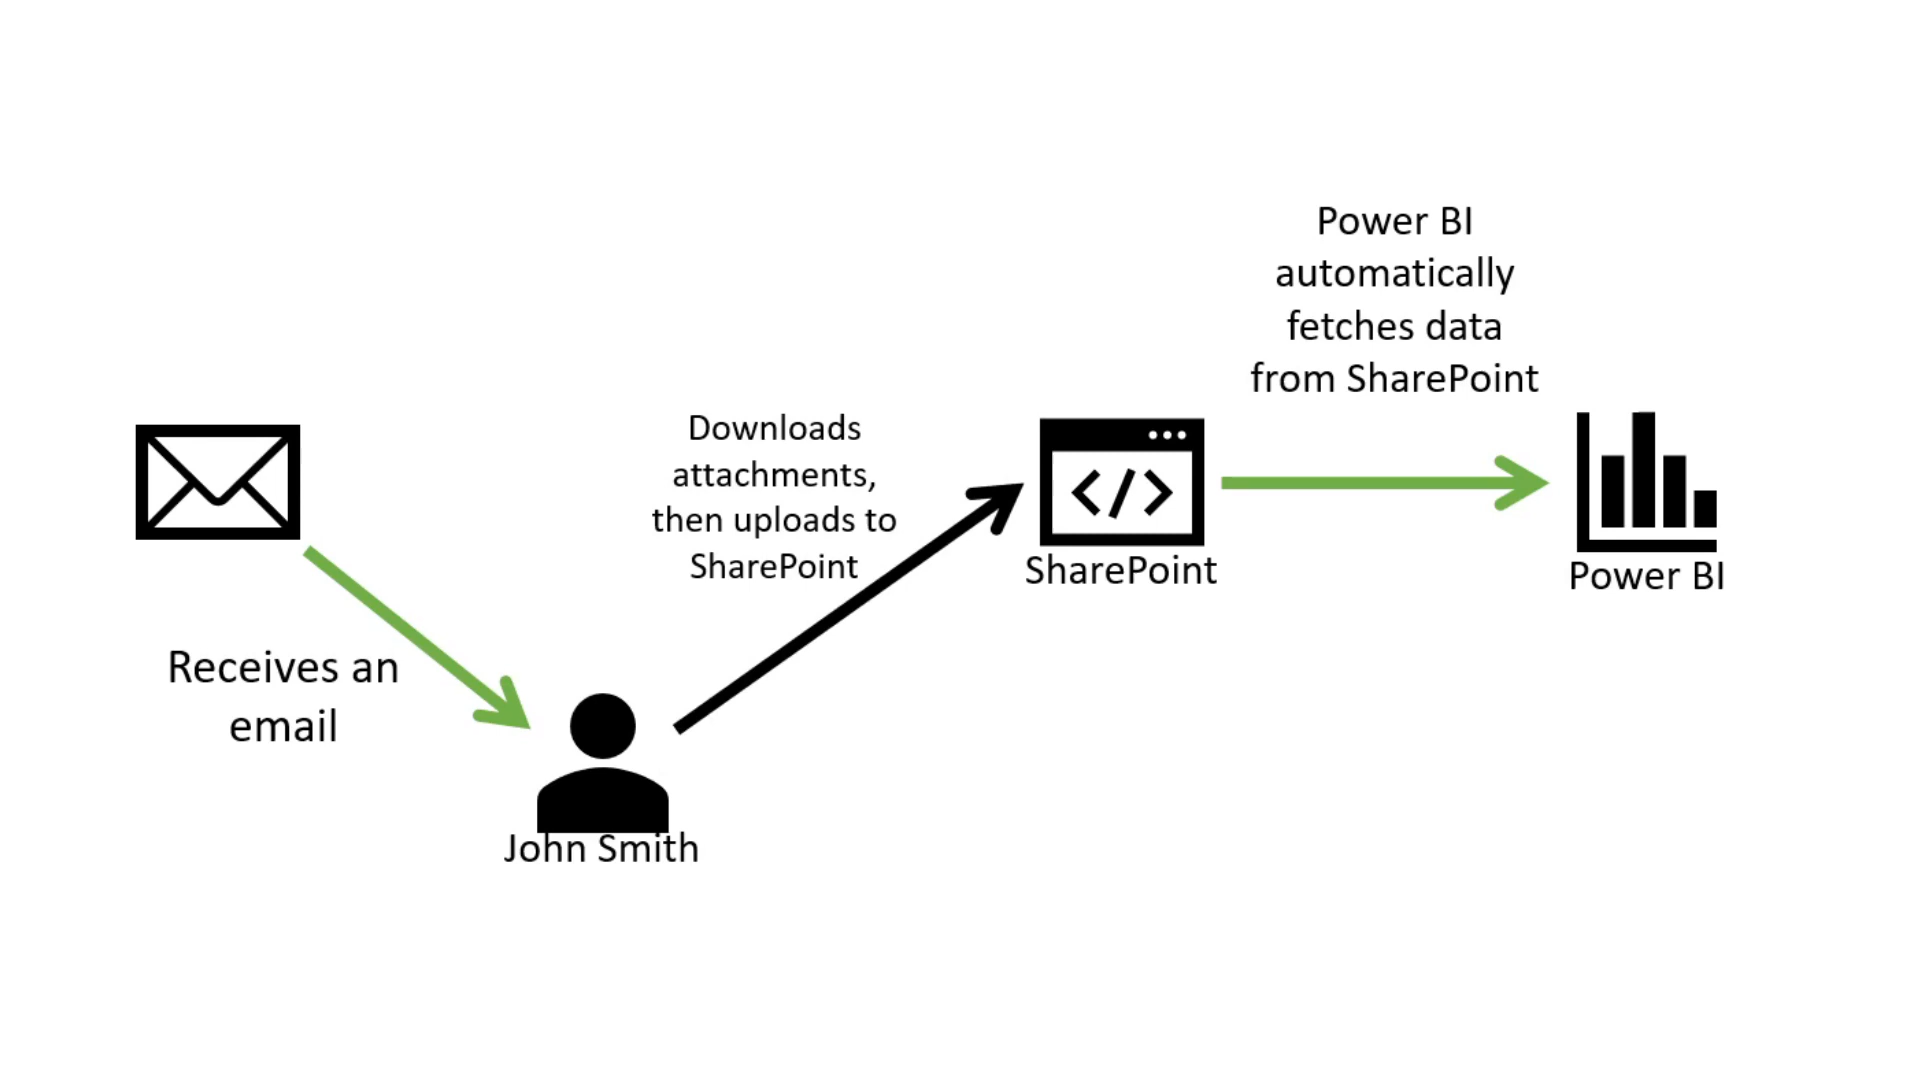 Receives an
email
John Smith
Downloads
attachments,
then uploads to
SharePoint
</>
SharePoint
Power BI
automatically
fetches data
from SharePoint
Power BI